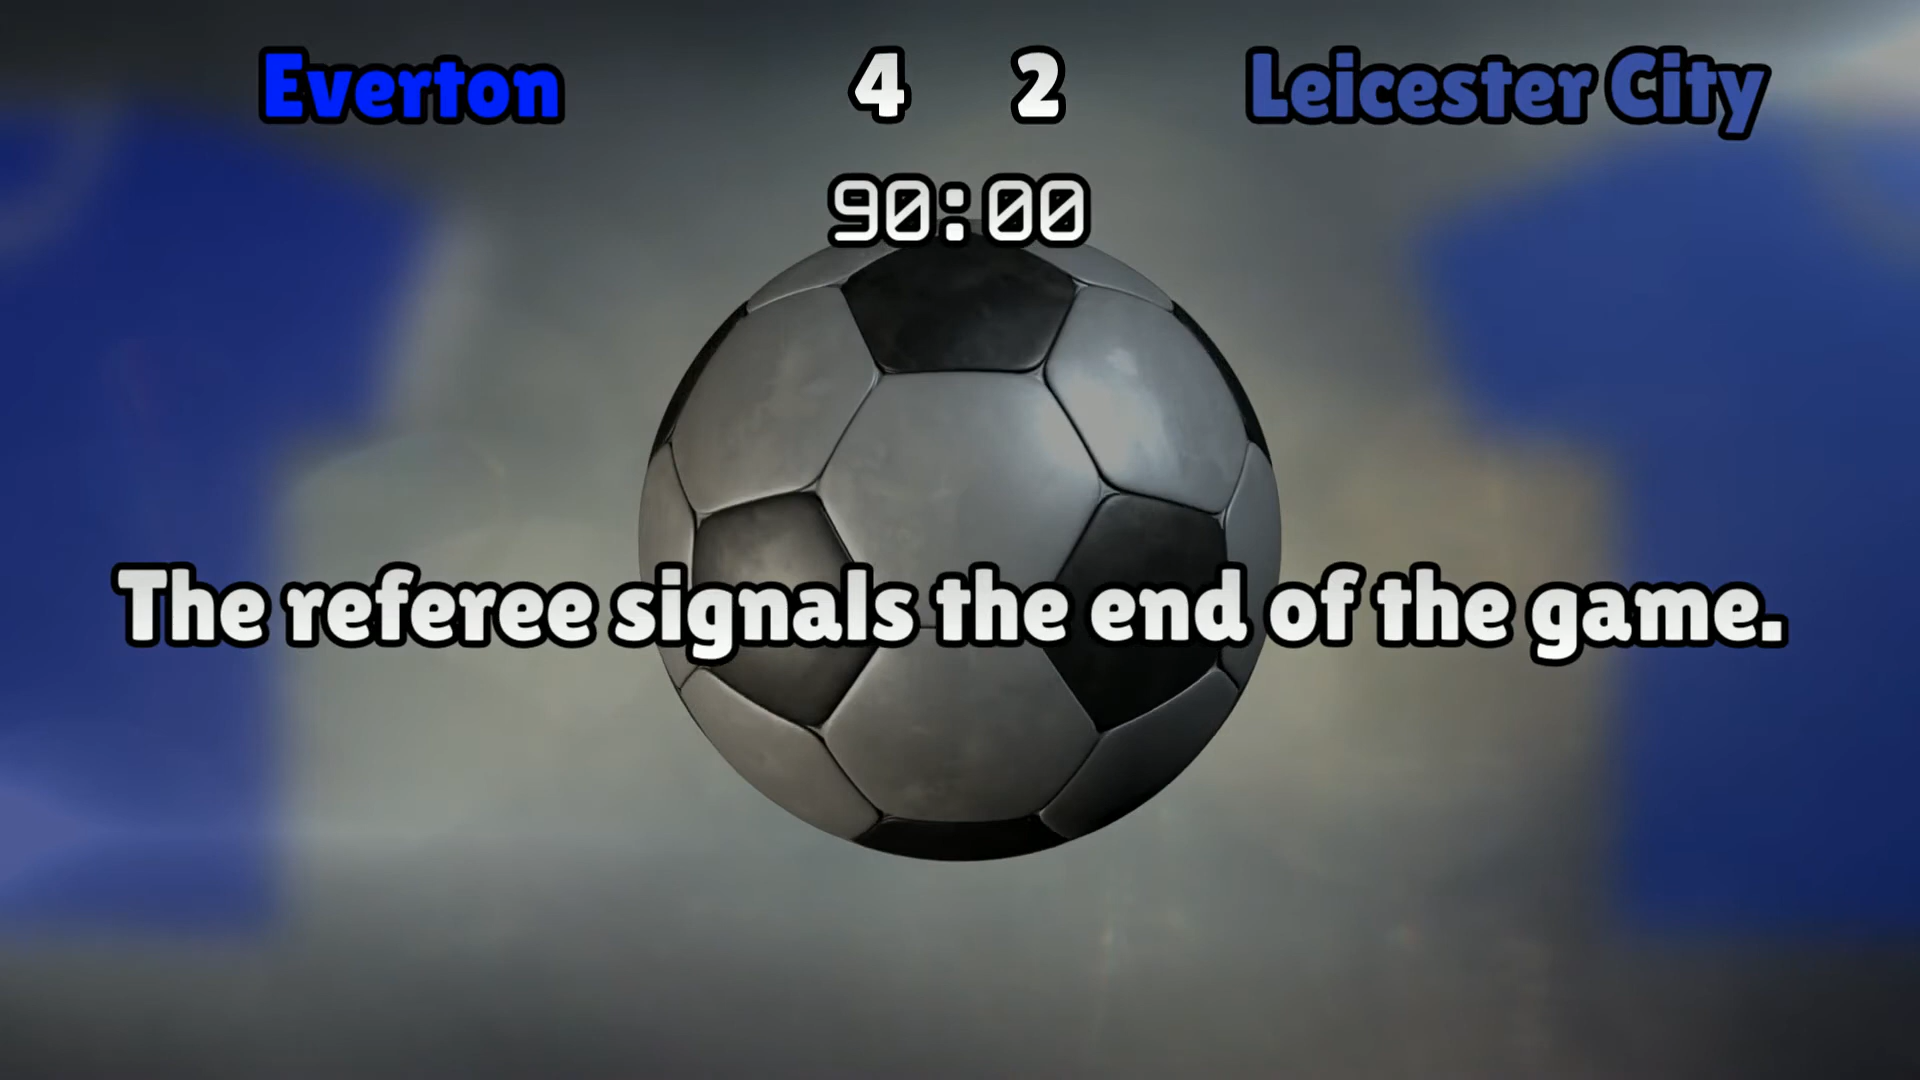 Everton 4 2 Leicester City
90:00
The referee signals the end of the game.